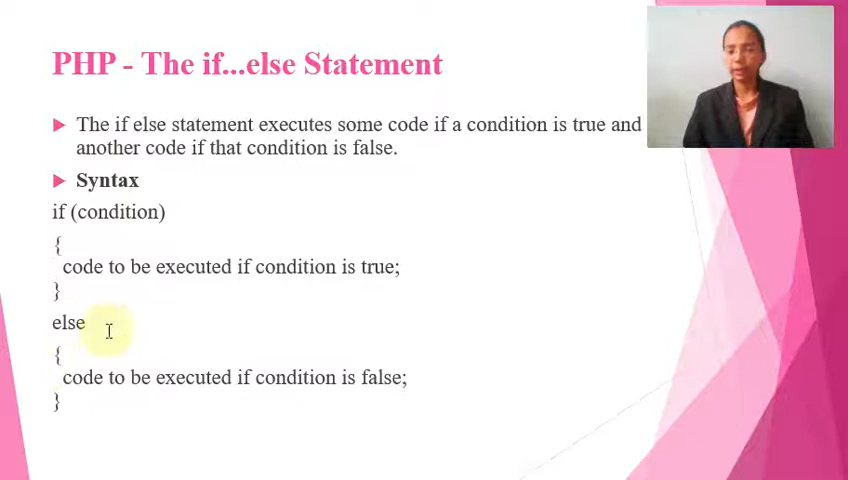 PHP - The if...else Statement
The if else statement executes some code if a condition is true and
another code if that condition is false.
Syntax
if (condition)
{
code to be executed if condition is true;
}
else
{
code to be executed if condition is false;
}